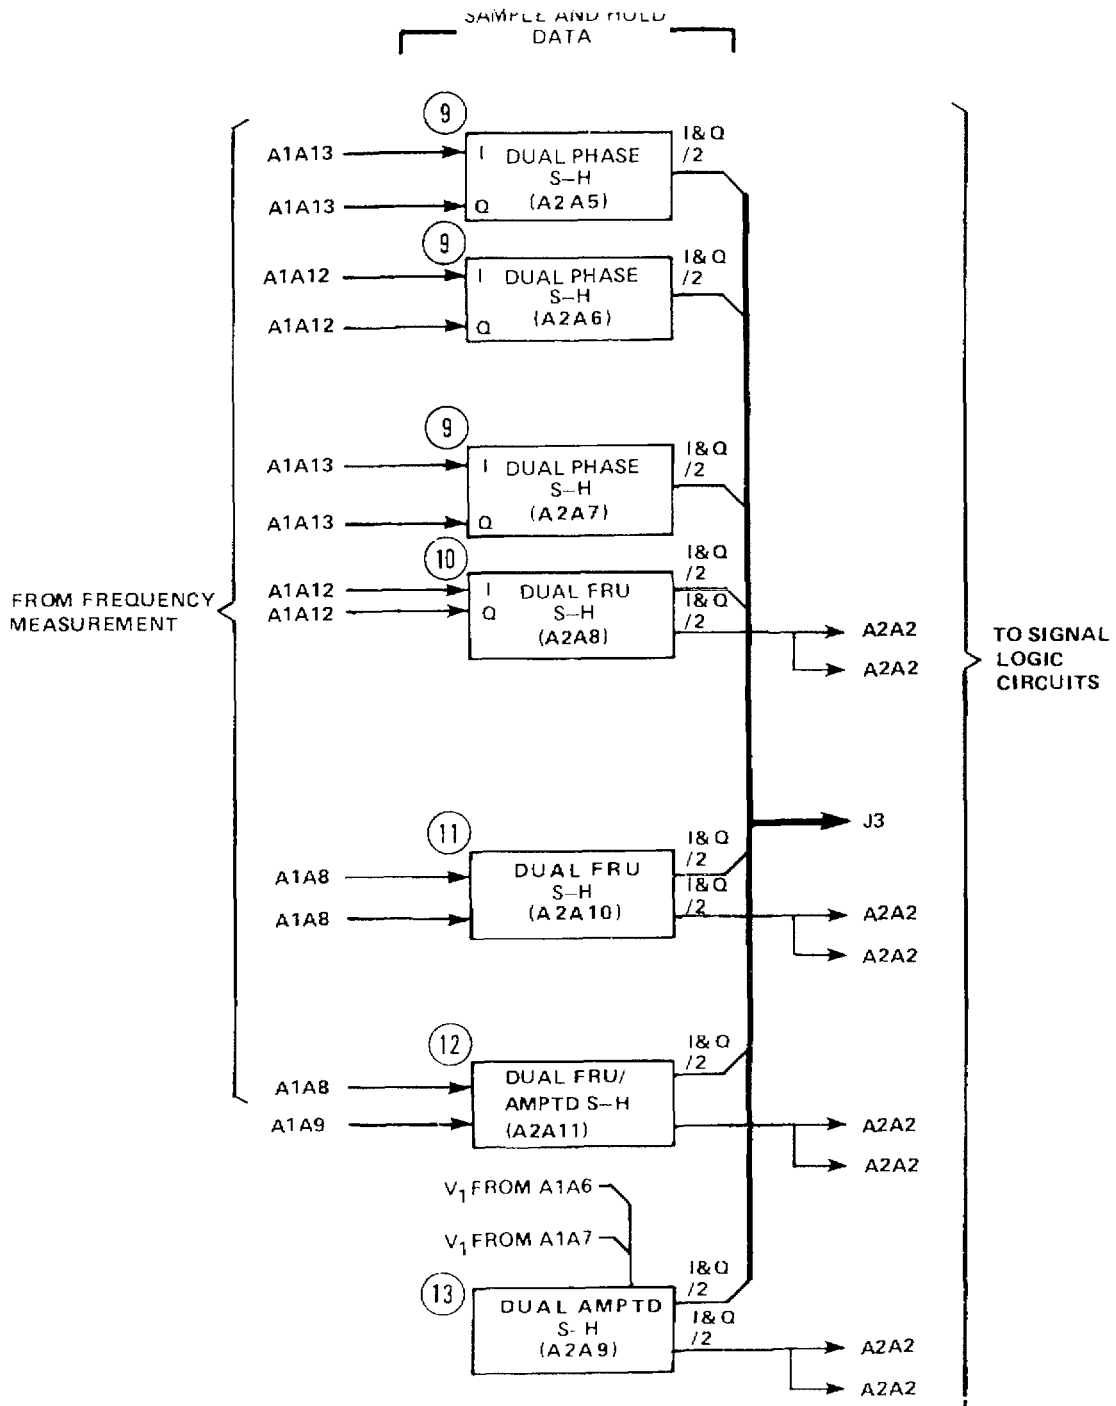 SAMPLE AND HOLD
DATA
9
A1A13
I
DUAL PHASE
S-H
(A2A5)
I&Q
/2
A1A13
Q
9
A1A12
I
DUAL PHASE
S-H
(A2A6)
I&Q
/2
A1A12
Q
9
A1A13
I
DUAL PHASE
S-H
(A2A7)
I&Q
/2
A1A13
Q
10
A1A12
A1A12
I
Q
DUAL FRU
S-H
(A2A8)
I&Q
/2
I&Q
/2
A2A2
A2A2
FROM FREQUENCY
MEASUREMENT
TO SIGNAL
LOGIC
CIRCUITS
J3
11
A1A8
A1A8
DUAL FRU
S-H
(A2A10)
I&Q
/2
I&Q
/2
A2A2
A2A2
12
A1A8
A1A9
DUAL FRU/
AMPTD S-H
(A2A11)
I&Q
/2
A2A2
A2A2
V1 FROM A1A6
V1 FROM A1A7
13
DUAL AMPTD
S-H
(A2A9)
I&Q
/2
I&Q
/2
A2A2
A2A2